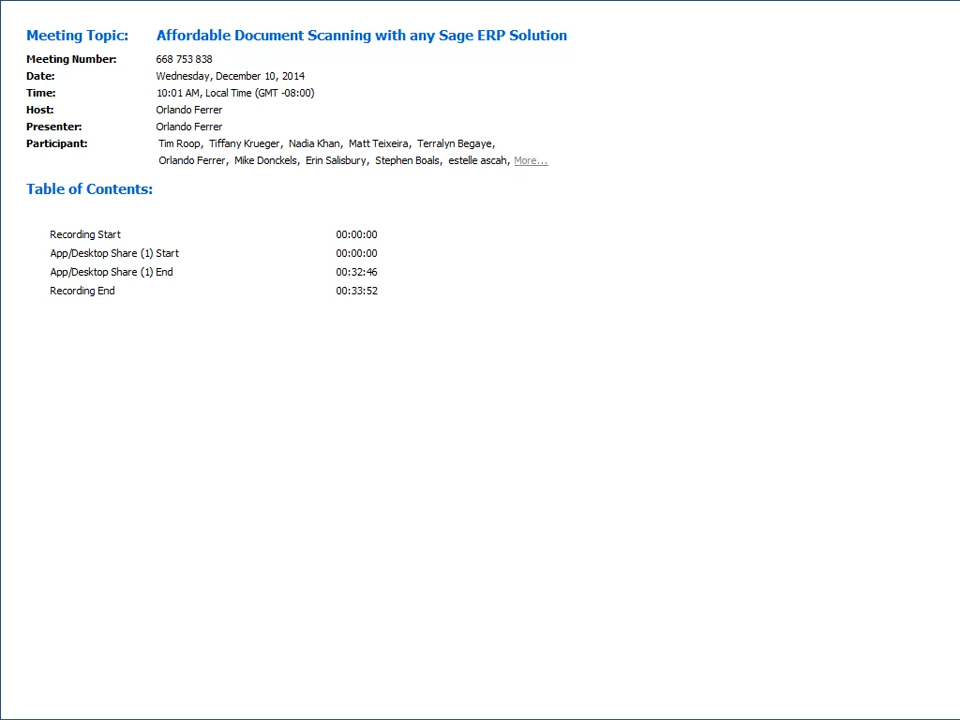 Meeting Topic: Affordable Document Scanning with any Sage ERP Solution
Meeting Number: 668 753 838
Date: Wednesday, December 10, 2014
Time: 10:01 AM, Local Time (GMT -08:00)
Host: Orlando Ferrer
Presenter: Orlando Ferrer
Participant: Tim Roop, Tiffany Krueger, Nadia Khan, Matt Teixeira, Terralyn Begaye,
Orlando Ferrer, Mike Donckels, Erin Salisbury, Stephen Boals, estelle ascah, More...
Table of Contents:
Recording Start 00:00:00
App/Desktop Share (1) Start 00:00:00
App/Desktop Share (1) End 00:32:46
Recording End 00:33:52